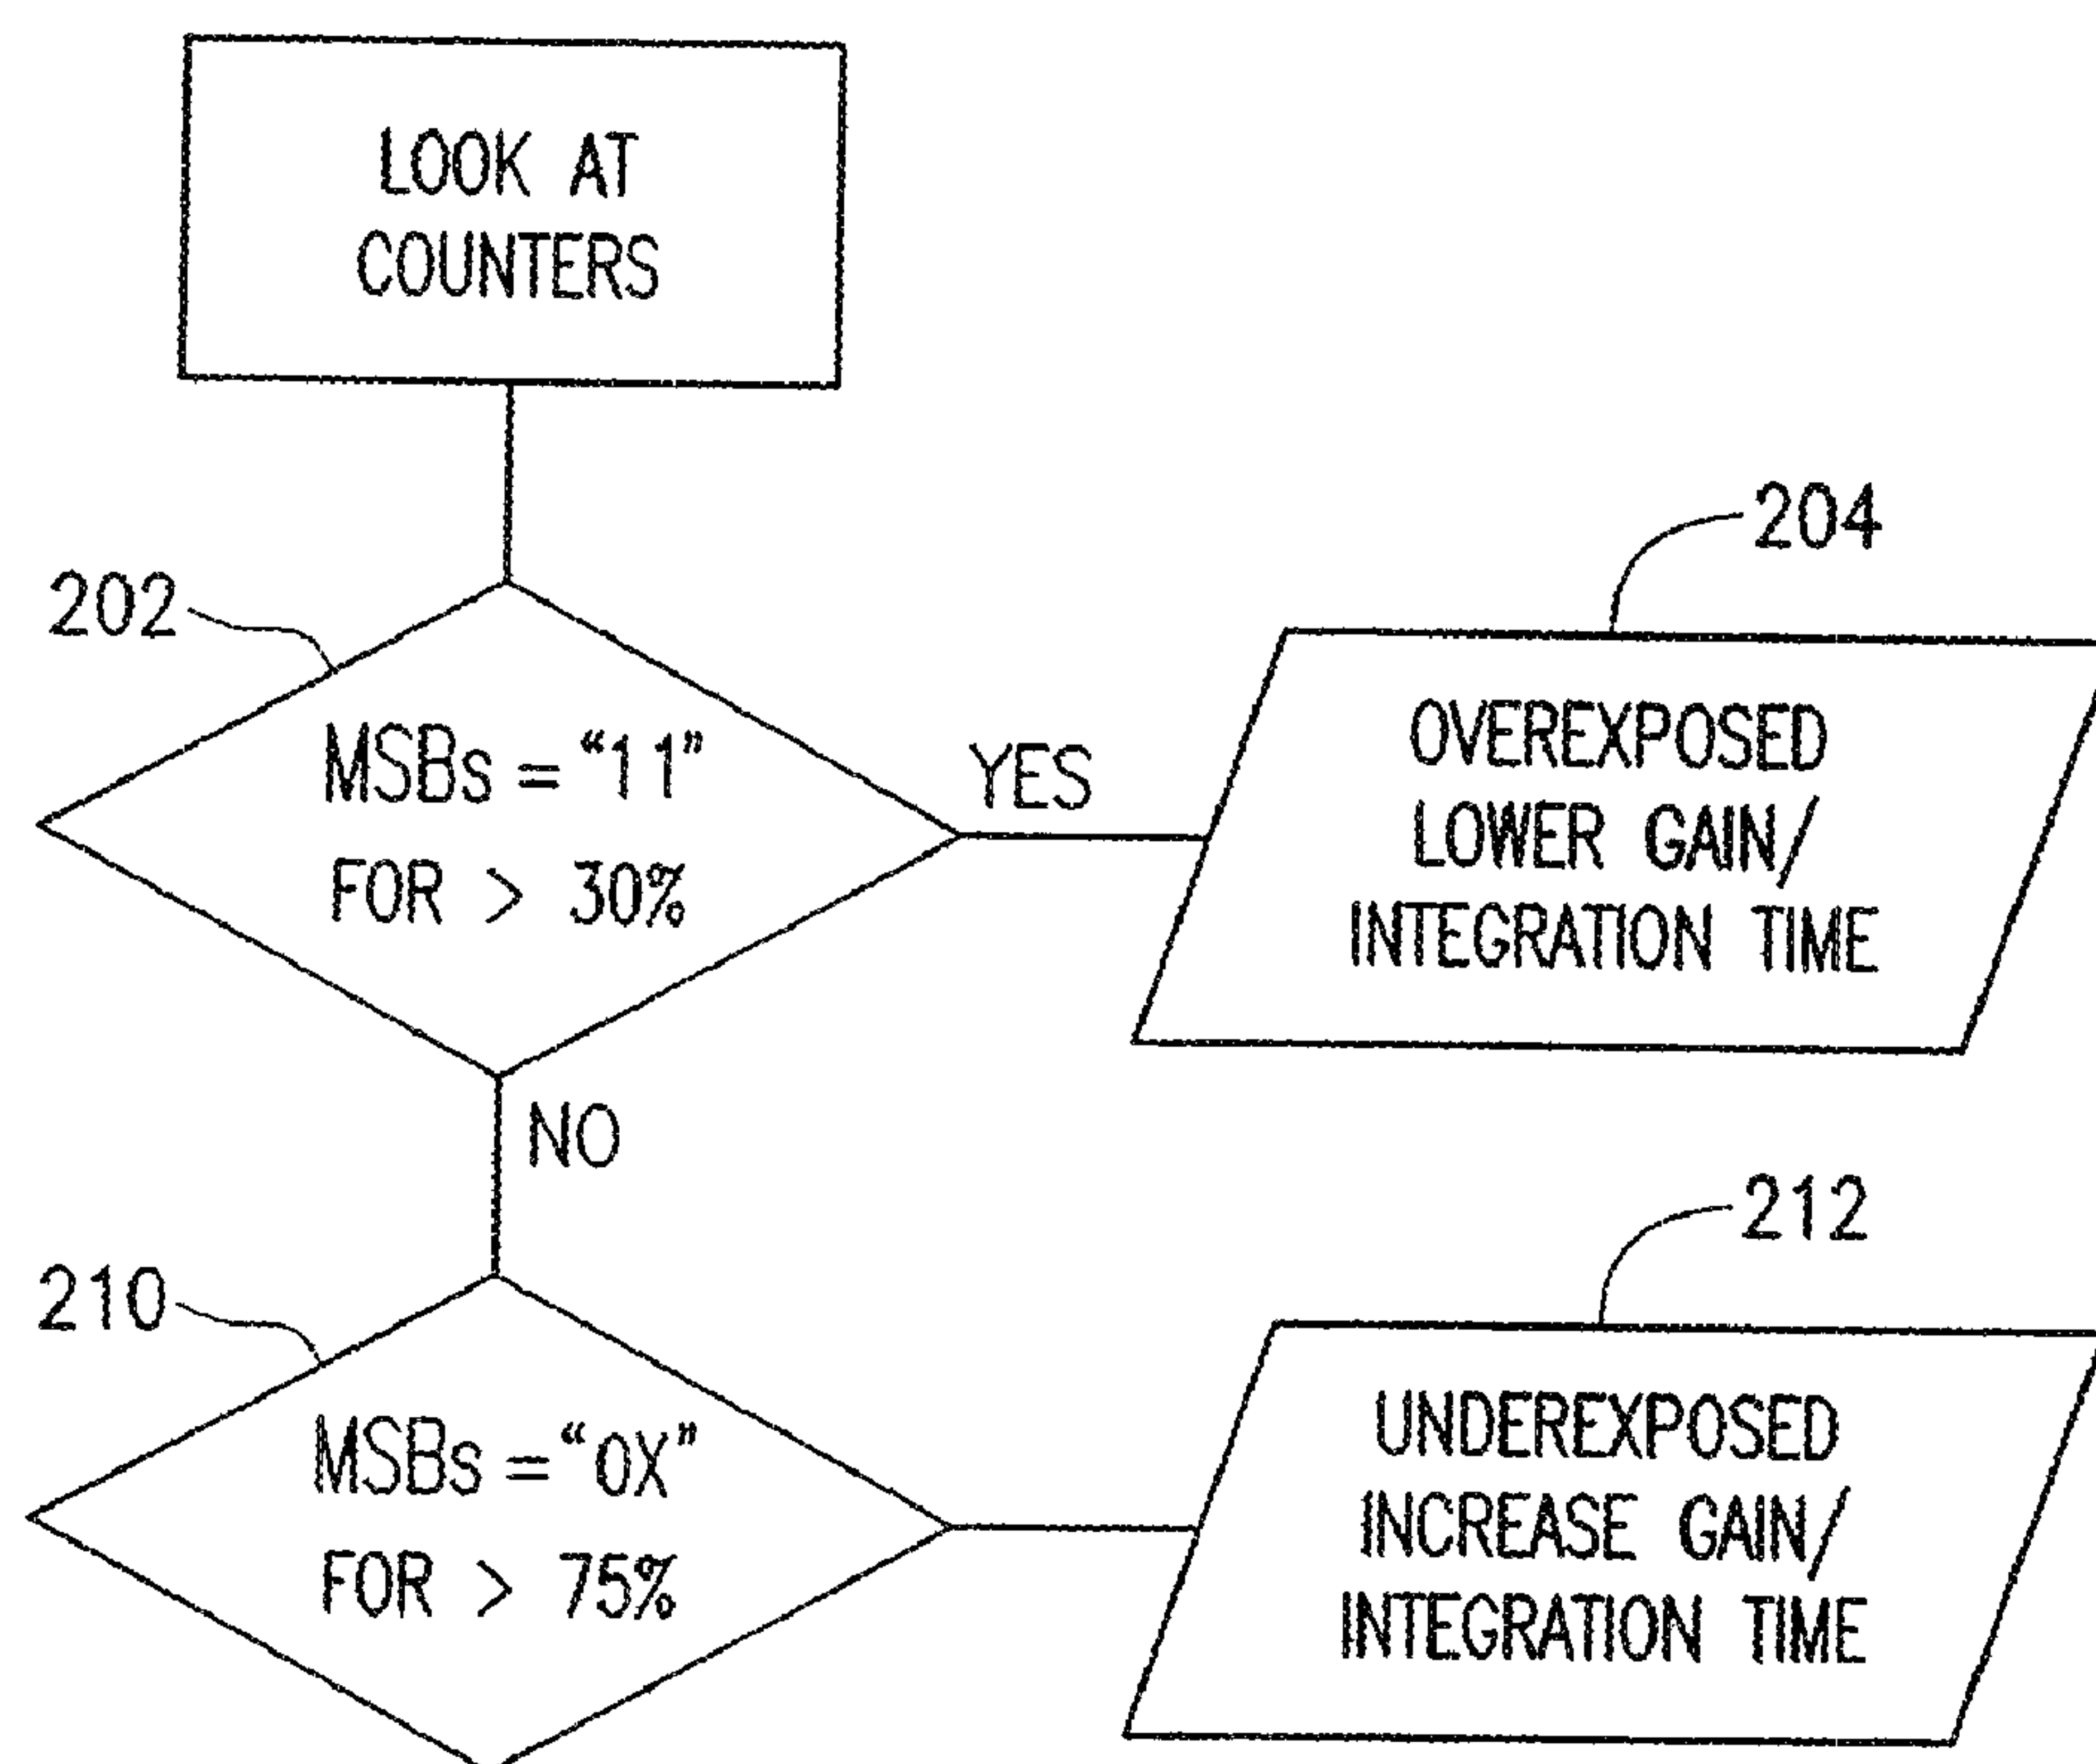 LOOK AT
COUNTERS
204
202
MSBs = “11”
FOR > 30%
YES
OVEREXPOSED
LOWER GAIN/
INTEGRATION TIME
NO
212
210
MSBs = “0X”
FOR > 75%
UNDEREXPOSED
INCREASE GAIN/
INTEGRATION TIME